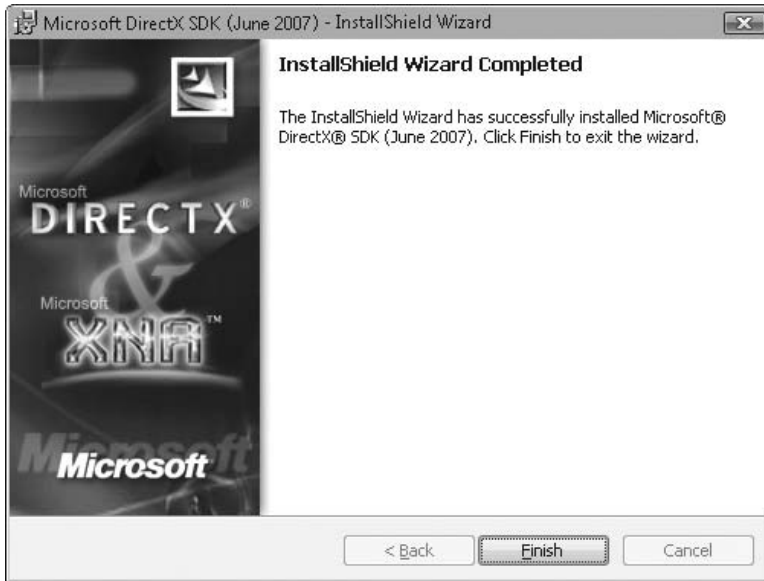 Microsoft DirectX SDK (June 2007) - InstallShield Wizard
InstallShield Wizard Completed
The InstallShield Wizard has successfully installed Microsoft®
DirectX® SDK (June 2007). Click Finish to exit the wizard.
Microsoft
DIRECTX®
&
Microsoft
XNA™
Microsoft
Microsoft
< Back
Finish
Cancel